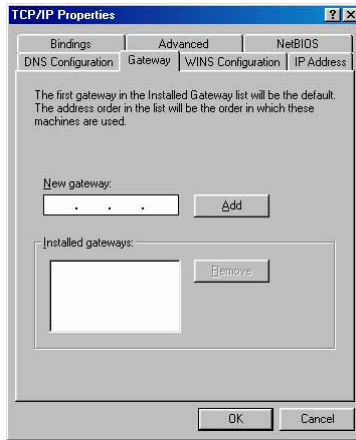 TCP/IP Properties
Bindings Advanced NetBIOS
DNS Configuration Gateway WINS Configuration IP Address
The first gateway in the Installed Gateway list will be the default.
The address order in the list will be the order in which these
machines are used.
New gateway:
. . . Add
Installed gateways:
Remove
OK Cancel